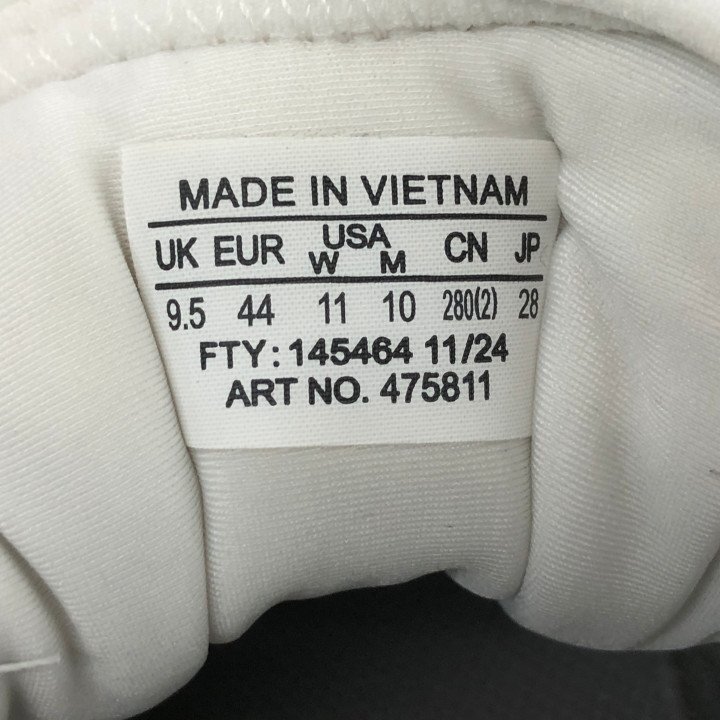 MADE IN VIETNAM
UK EUR USA CN JP
W M
9.5 44 11 10 280(2) 28
FTY: 145464 11/24
ART NO. 475811